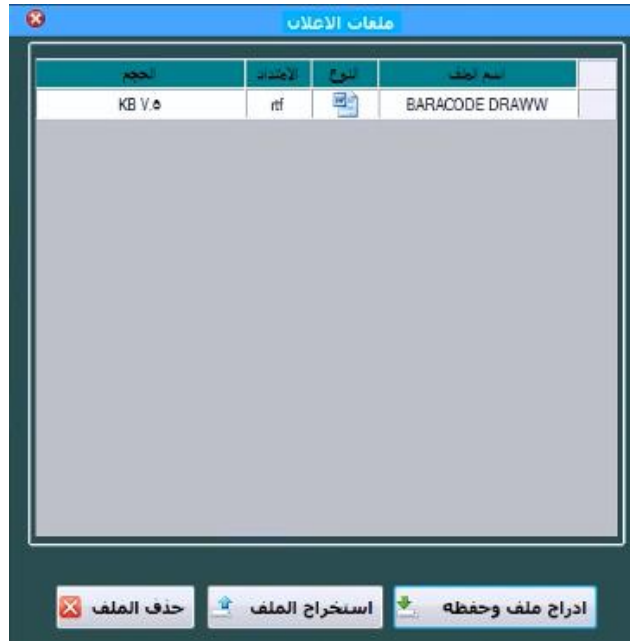 ملفات الاعلان
اسم الملف النوع الامتداد الحجم
BARACODE DRAWW rtf KB V.٥
ادراج ملف وحفظه استخراج الملف حذف الملف